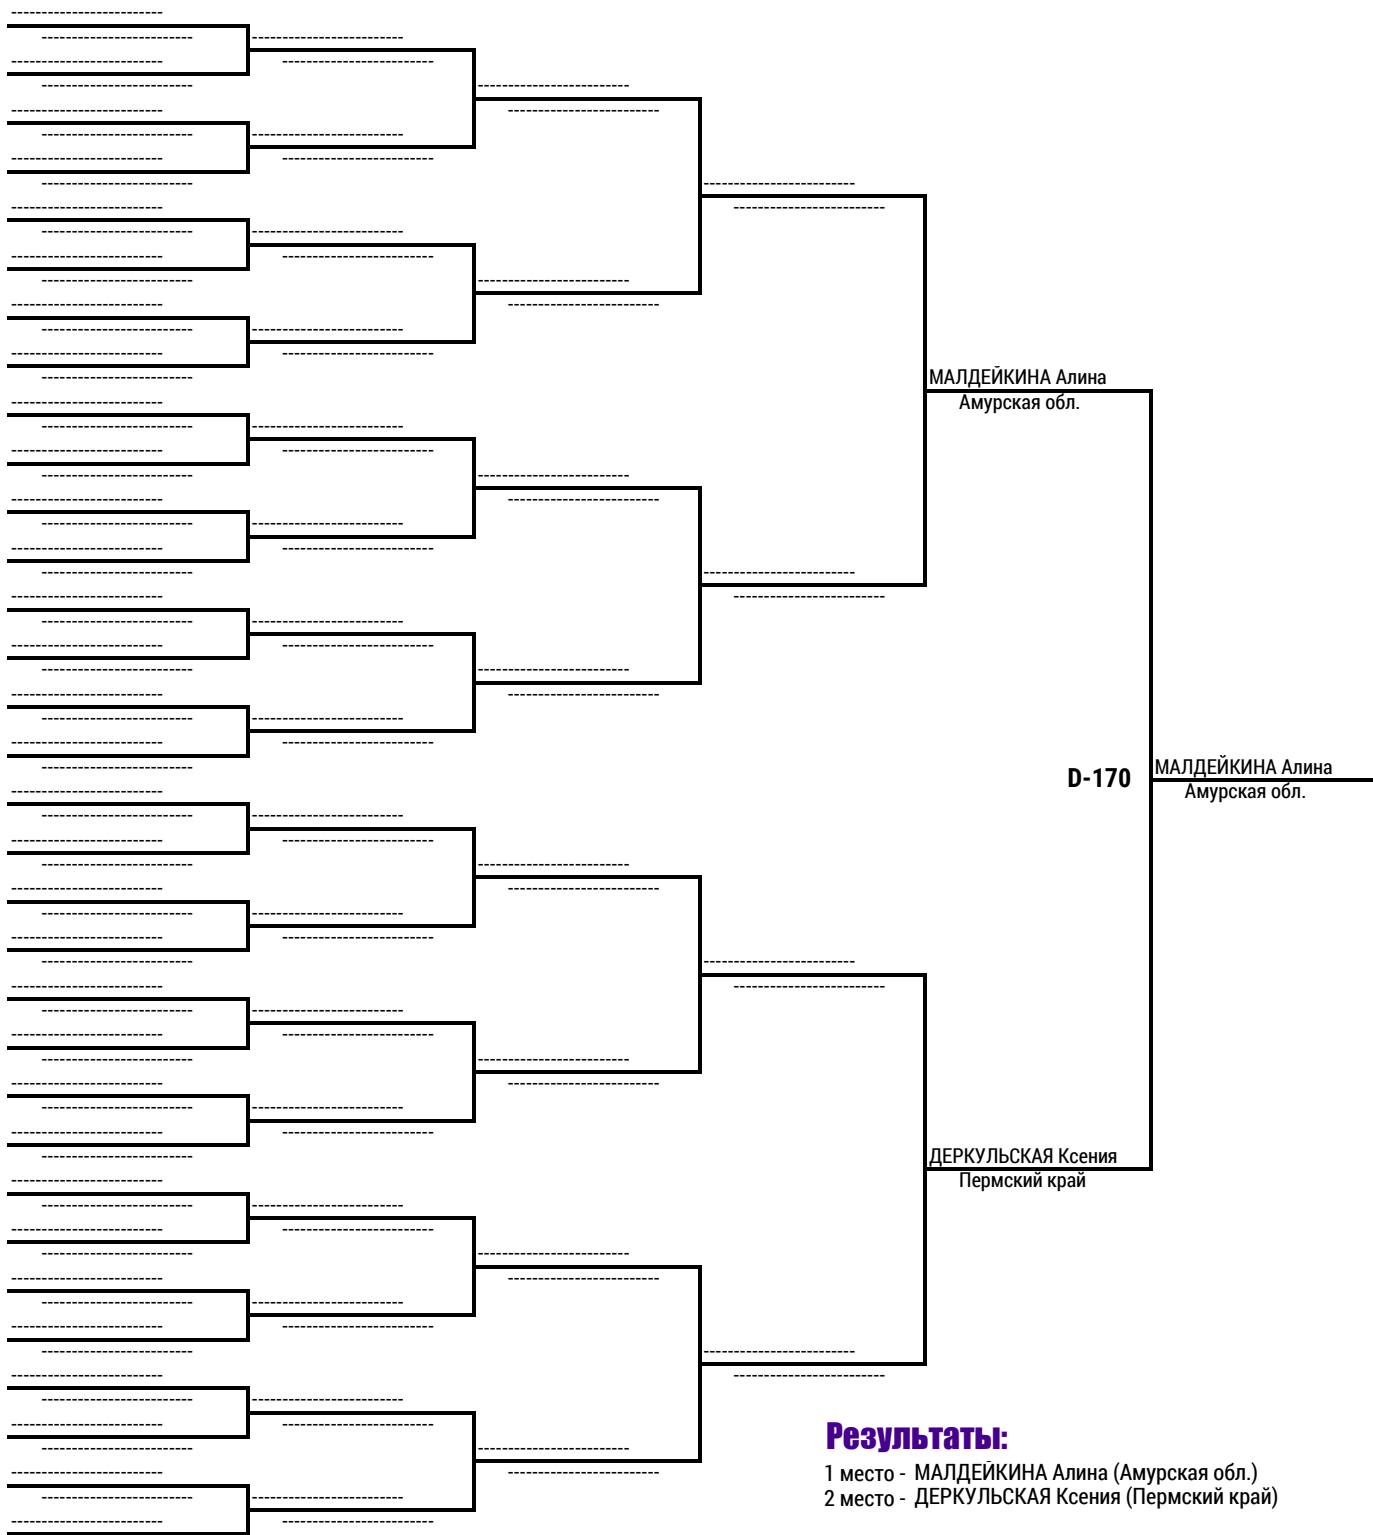 МАЛДЕЙКИНА Алина
Амурская обл.
D-170
МАЛДЕЙКИНА Алина
Амурская обл.
ДЕРКУЛЬСКАЯ Ксения
Пермский край
Результаты:
1 место - МАЛДЕЙКИНА Алина (Амурская обл.)
2 место - ДЕРКУЛЬСКАЯ Ксения (Пермский край)